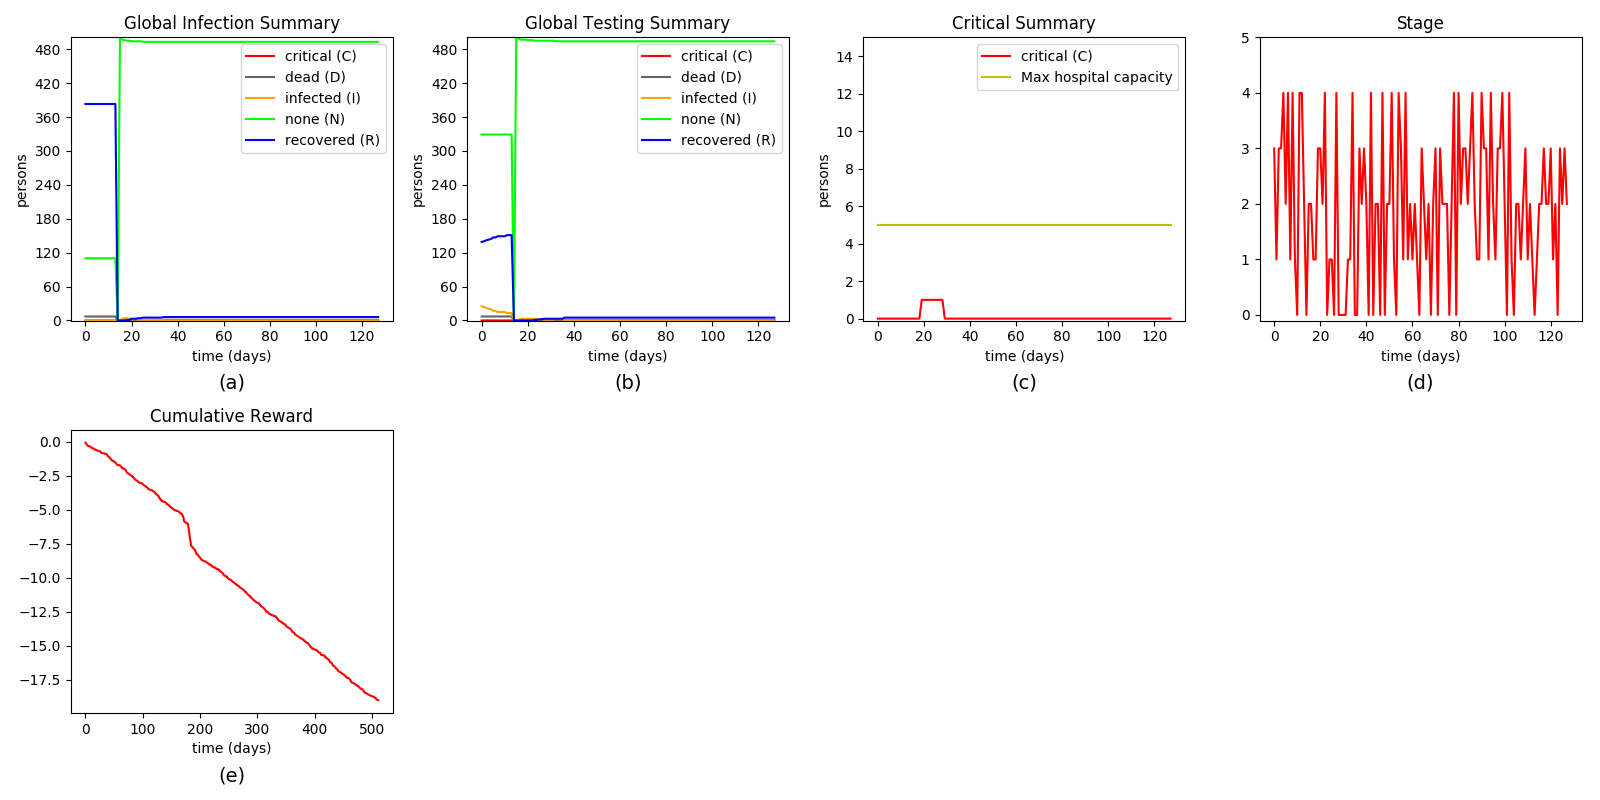 Global Infection Summary
480
420
360
300
240
180
120
60
0
persons
critical (C)
dead (D)
infected (I)
none (N)
recovered (R)
0 20 40 60 80 100 120
time (days)
(a)
Global Testing Summary
480
420
360
300
240
180
120
60
0
persons
critical (C)
dead (D)
infected (I)
none (N)
recovered (R)
0 20 40 60 80 100 120
time (days)
(b)
Critical Summary
14
12
10
8
6
4
2
0
persons
critical (C)
Max hospital capacity
0 20 40 60 80 100 120
time (days)
(c)
Stage
5
4
3
2
1
0
0 20 40 60 80 100 120
time (days)
(d)
Cumulative Reward
0.0
−2.5
−5.0
−7.5
−10.0
−12.5
−15.0
−17.5
0 100 200 300 400 500
time (days)
(e)